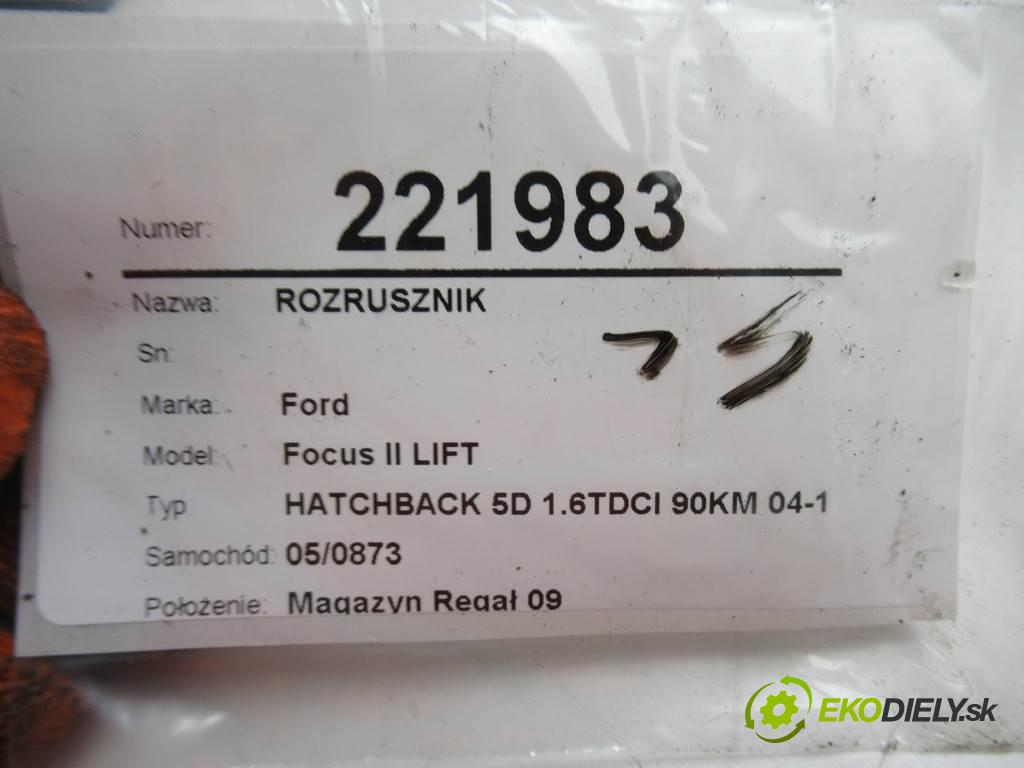 Numer: 221983
Nazwa: ROZRUSZNIK
Sn:
Marka: Ford
Model: Focus II LIFT
Typ HATCHBACK 5D 1.6TDCI 90KM 04-1
Samochód: 05/0873
Położenie: Magazyn Regał 09
EKODIELY.sk